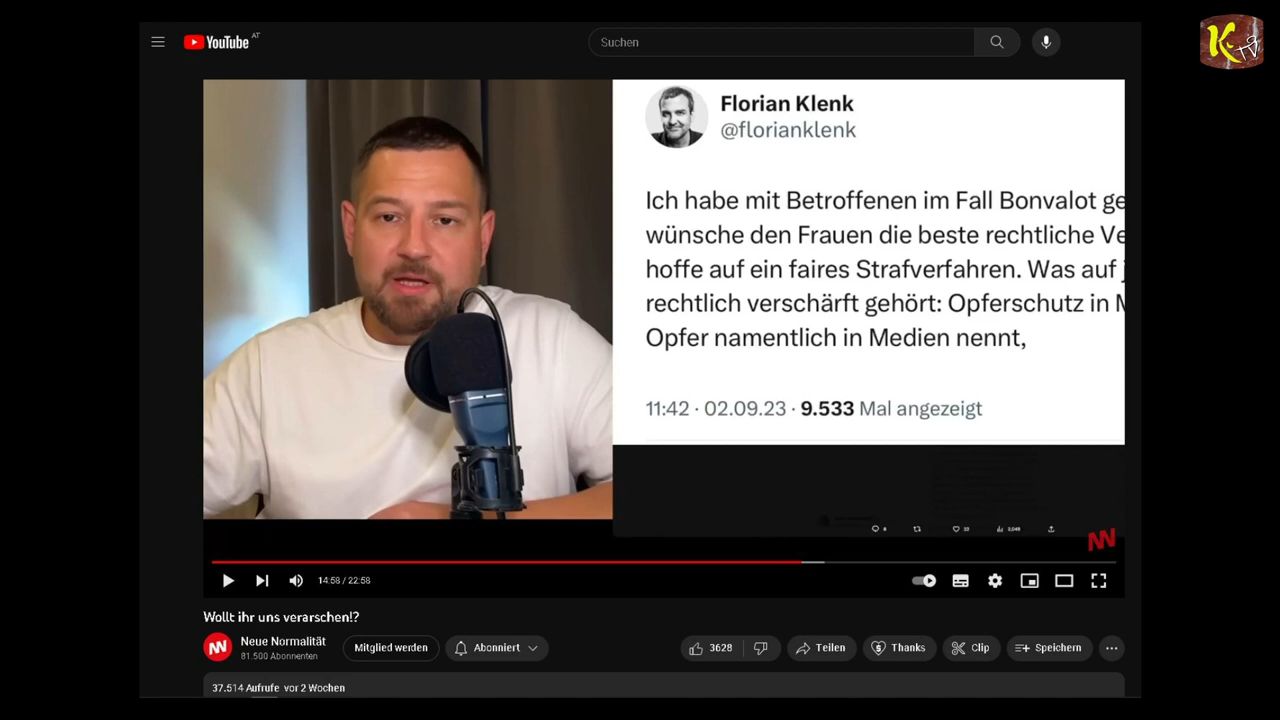 YouTube AT
Suchen
K TV
Florian Klenk
@florianklenk
Ich habe mit Betroffenen im Fall Bonvalot ge
wünsche den Frauen die beste rechtliche Ve
hoffe auf ein faires Strafverfahren. Was auf j
rechtlich verschärft gehört: Opferschutz in M
Opfer namentlich in Medien nennt,
11:42 · 02.09.23 · 9.533 Mal angezeigt
14:58 / 22:58
Wollt ihr uns verarschen!?
Neue Normalität
81.500 Abonnenten
Mitglied werden
Abonniert
3628
Teilen
Thanks
Clip
Speichern
37.514 Aufrufe vor 2 Wochen